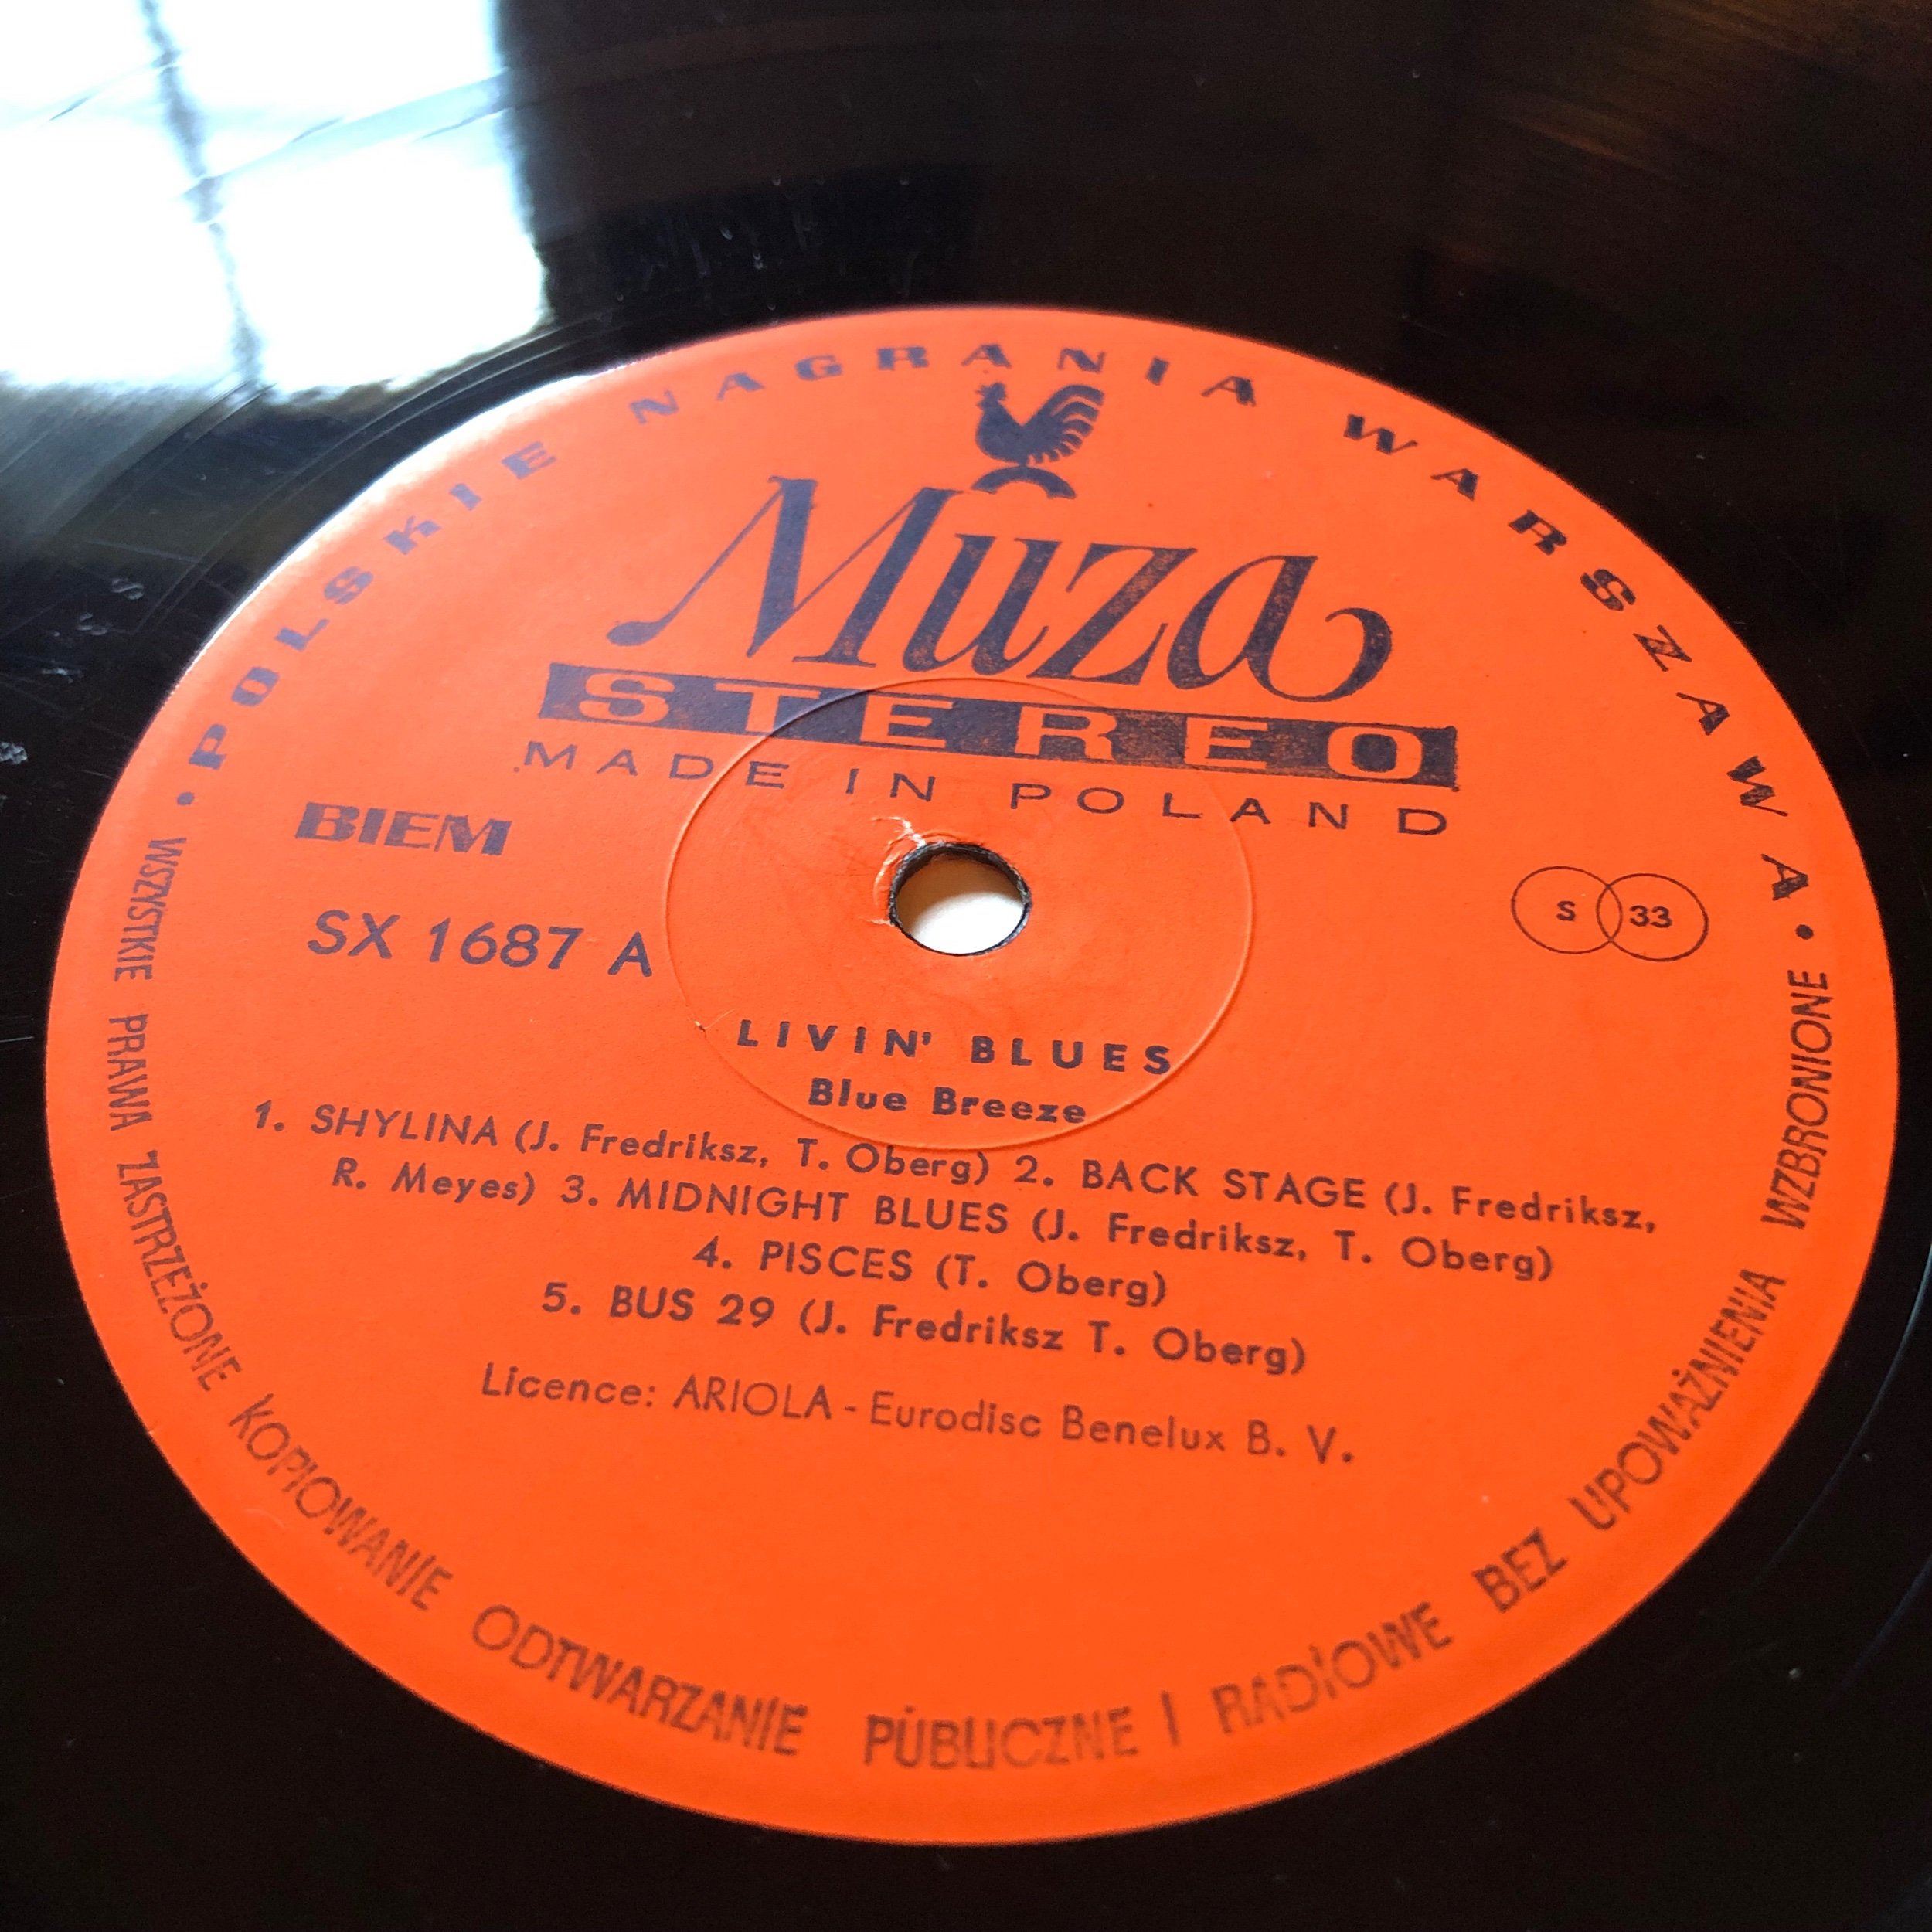 • POLSKIE NAGRANIA WARSZAWA •
Muza
STEREO
MADE IN POLAND
BIEM
SX 1687 A
S 33
LIVIN' BLUES
Blue Breeze
1. SHYLINA (J. Fredriksz, T. Oberg) 2. BACK STAGE (J. Fredriksz,
R. Meyes) 3. MIDNIGHT BLUES (J. Fredriksz, T. Oberg)
4. PISCES (T. Oberg)
5. BUS 29 (J. Fredriksz T. Oberg)
Licence: ARIOLA - Eurodisc Benelux B. V.
WSZYSTKIE PRAWA ZASTRZEŻONE KOPIOWANIE ODTWARZANIE PUBLICZNE I RADIOWE BEZ UPOWAŻNIENIA WZBRONIONE